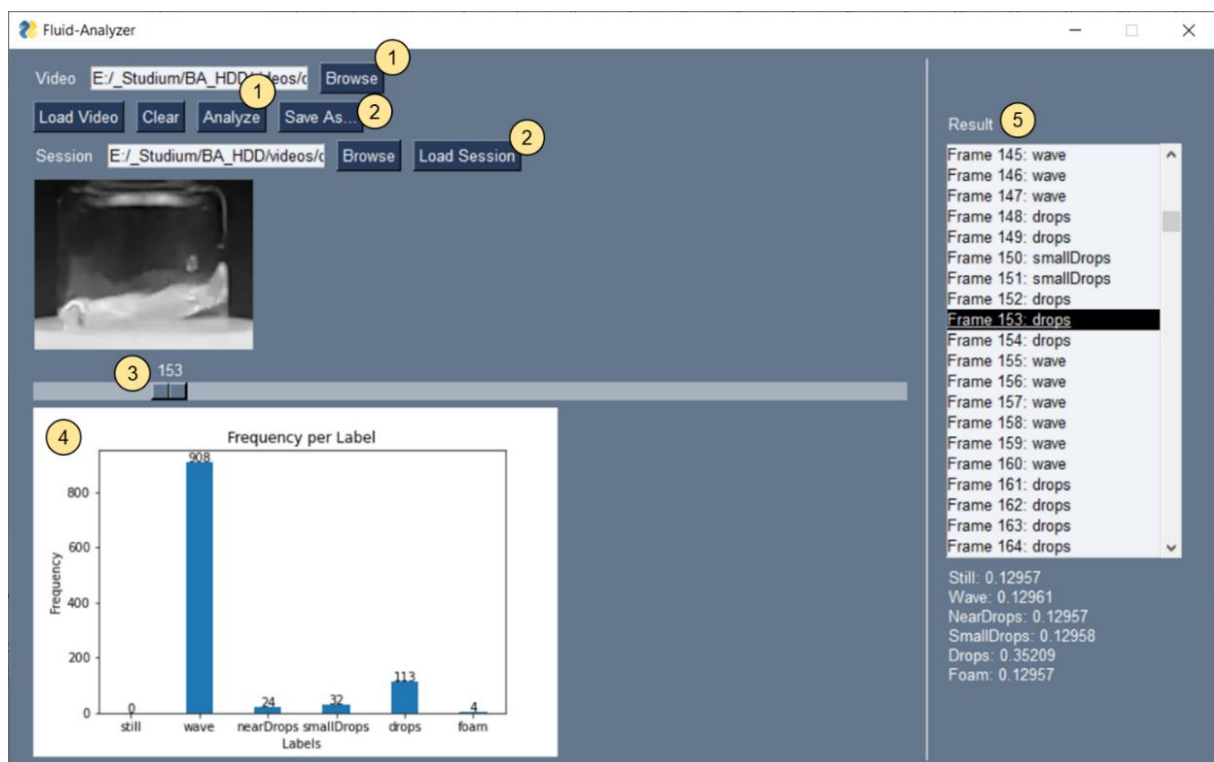 Fluid-Analyzer
1
Video E:/_Studium/BA_HDD/videos/c Browse
1
Load Video Clear Analyze Save As... 2
2
Session E:/_Studium/BA_HDD/videos/c Browse Load Session
3 153
4
Frequency per Label
Frequency
800
600
400
200
0
0
908
24
32
113
4
still wave nearDrops smallDrops drops foam
Labels
Result 5
Frame 145: wave
Frame 146: wave
Frame 147: wave
Frame 148: drops
Frame 149: drops
Frame 150: smallDrops
Frame 151: smallDrops
Frame 152: drops
Frame 153: drops
Frame 154: drops
Frame 155: wave
Frame 156: wave
Frame 157: wave
Frame 158: wave
Frame 159: wave
Frame 160: wave
Frame 161: drops
Frame 162: drops
Frame 163: drops
Frame 164: drops
Still: 0.12957
Wave: 0.12961
NearDrops: 0.12957
SmallDrops: 0.12958
Drops: 0.35209
Foam: 0.12957